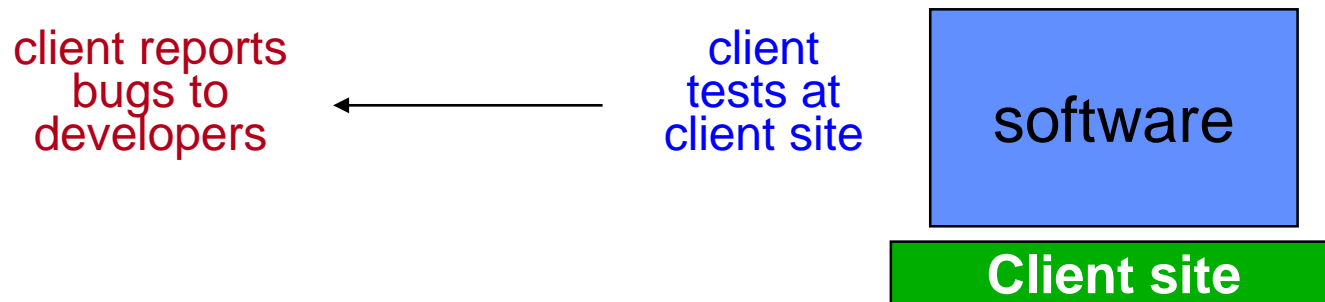 client reports
bugs to
developers
client
tests at
client site
software
Client site